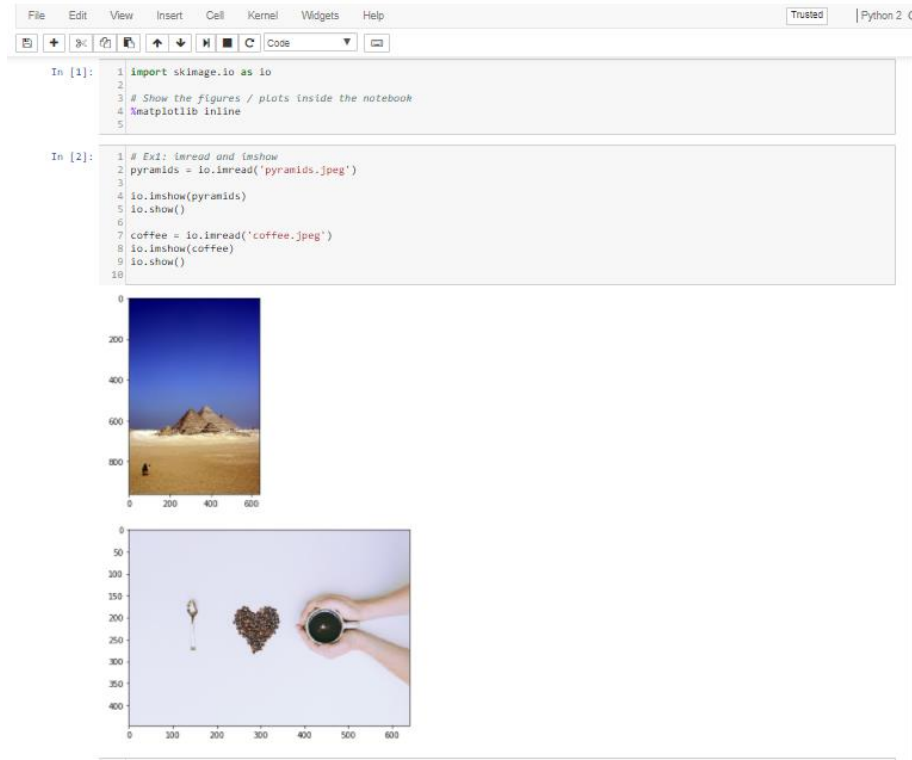 File Edit View Insert Cell Kernel Widgets Help Trusted Python 2
Code
In [1]:
1 import skimage.io as io
2
3 # Show the figures / plots inside the notebook
4 %matplotlib inline
5
In [2]:
1 # Ex1: imread and imshow
2 pyramids = io.imread('pyramids.jpeg')
3
4 io.imshow(pyramids)
5 io.show()
6
7 coffee = io.imread('coffee.jpeg')
8 io.imshow(coffee)
9 io.show()
10
0
200
400
600
800
0 200 400 600
0
50
100
150
200
250
300
350
400
0 100 200 300 400 500 600